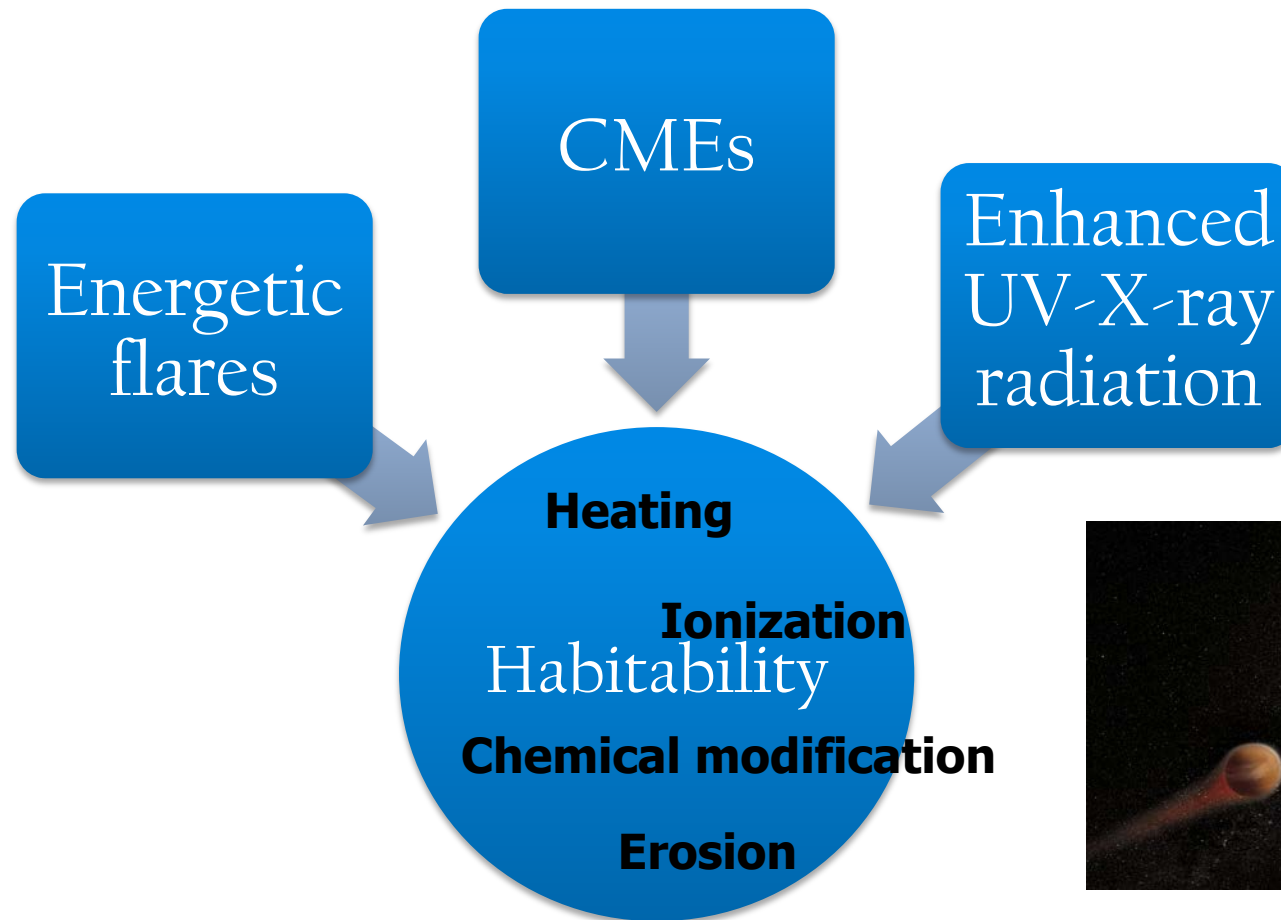 CMEs
Energetic
flares
Enhanced
UV-X-ray
radiation
Heating
Ionization
Habitability
Chemical modification
Erosion